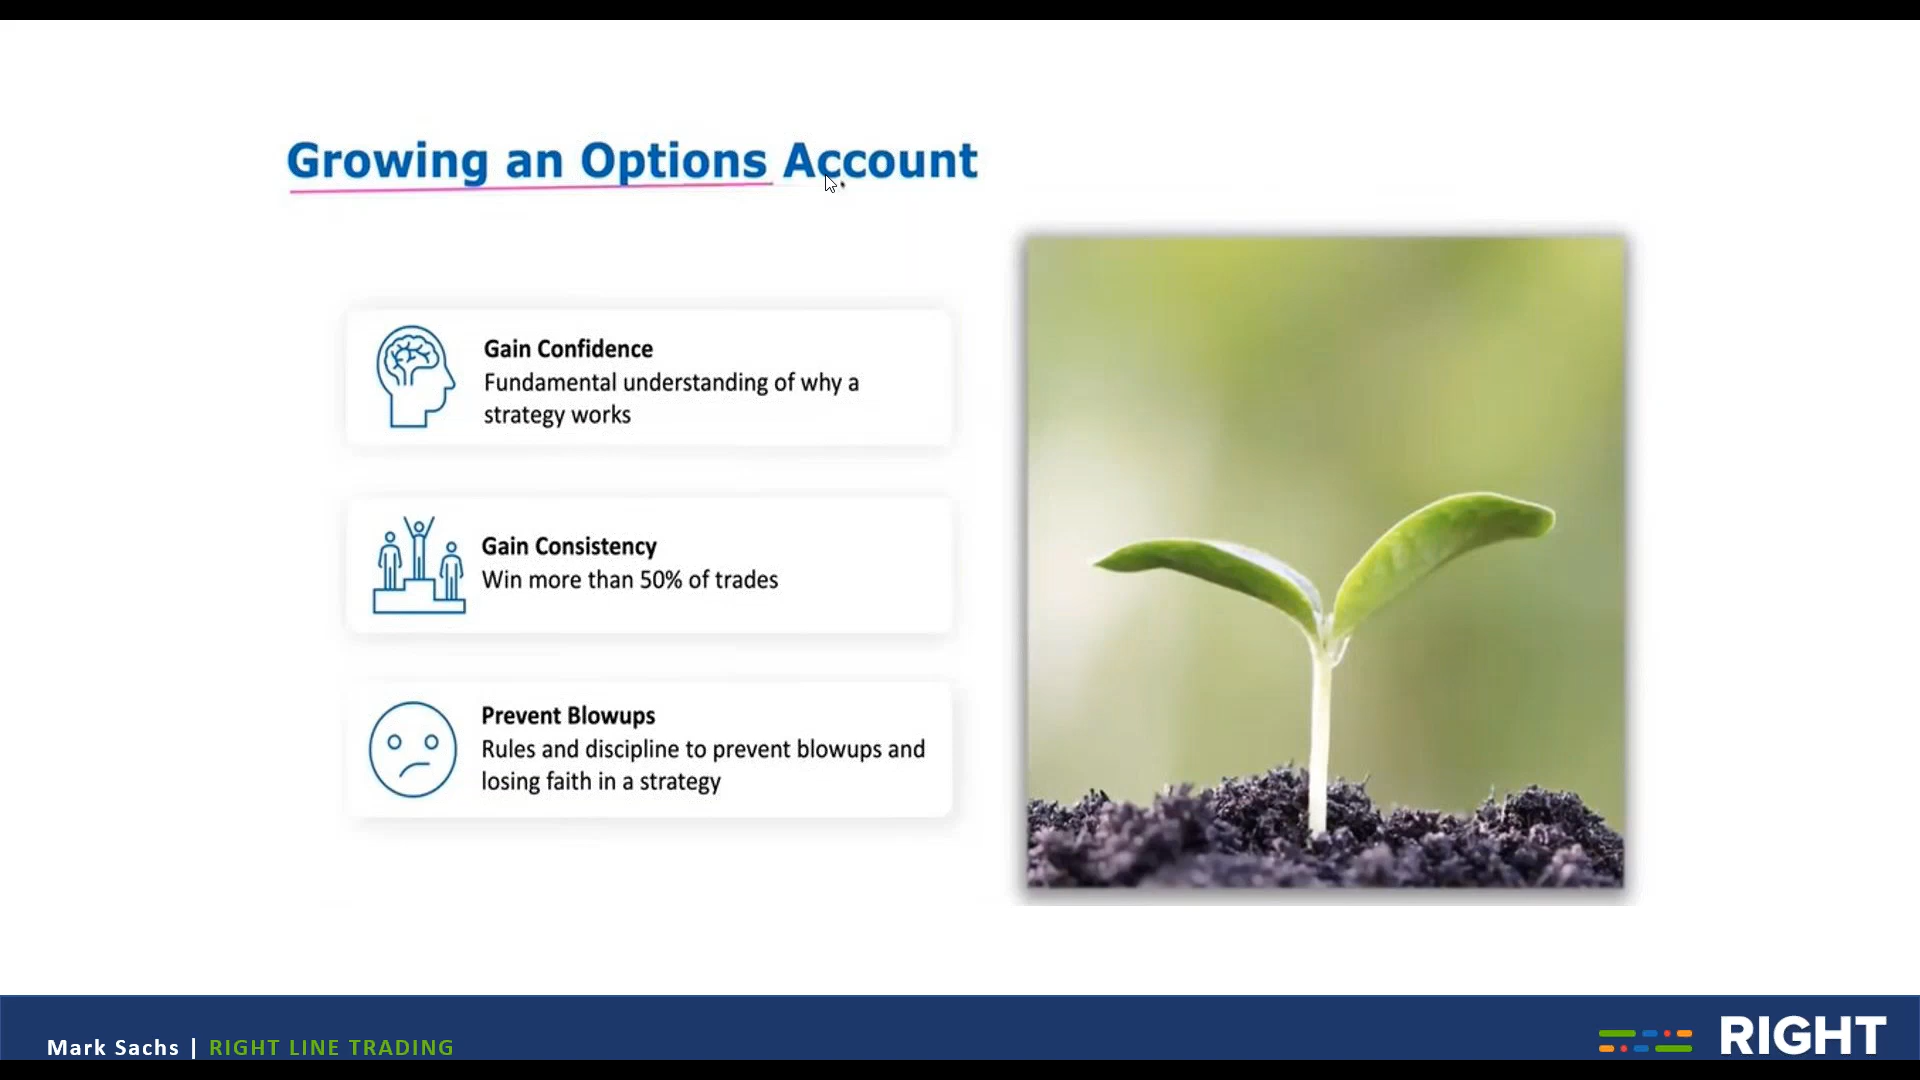 Growing an Options Account
Gain Confidence
Fundamental understanding of why a
strategy works
Gain Consistency
Win more than 50% of trades
Prevent Blowups
Rules and discipline to prevent blowups and
losing faith in a strategy
Mark Sachs | RIGHT LINE TRADING
RIGHT